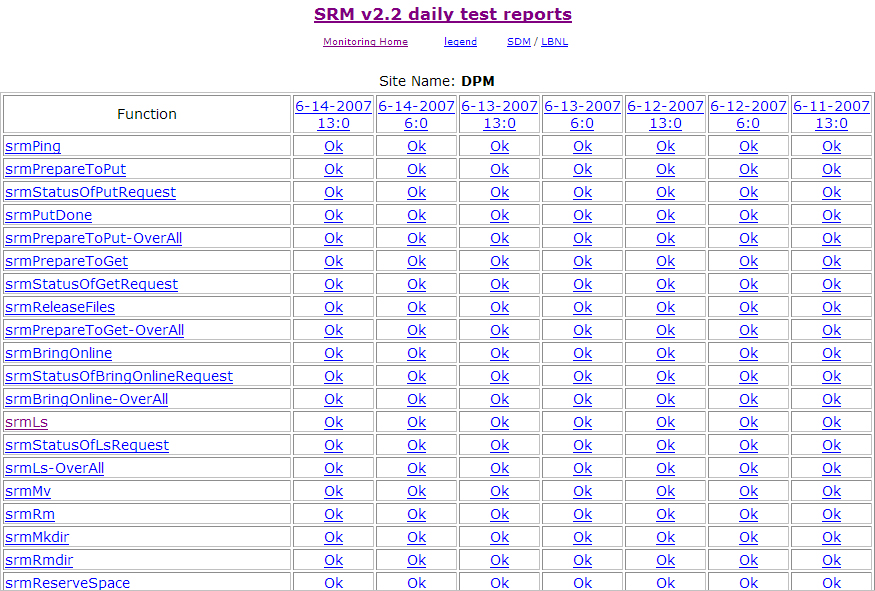 SRM v2.2 daily test reports
Monitoring Home legend SDM / LBNL
Site Name: DPM
Function 6-14-2007 13:0 6-14-2007 6:0 6-13-2007 13:0 6-13-2007 6:0 6-12-2007 13:0 6-12-2007 6:0 6-11-2007 13:0
srmPing Ok Ok Ok Ok Ok Ok Ok
srmPrepareToPut Ok Ok Ok Ok Ok Ok Ok
srmStatusOfPutRequest Ok Ok Ok Ok Ok Ok Ok
srmPutDone Ok Ok Ok Ok Ok Ok Ok
srmPrepareToPut-OverAll Ok Ok Ok Ok Ok Ok Ok
srmPrepareToGet Ok Ok Ok Ok Ok Ok Ok
srmStatusOfGetRequest Ok Ok Ok Ok Ok Ok Ok
srmReleaseFiles Ok Ok Ok Ok Ok Ok Ok
srmPrepareToGet-OverAll Ok Ok Ok Ok Ok Ok Ok
srmBringOnline Ok Ok Ok Ok Ok Ok Ok
srmStatusOfBringOnlineRequest Ok Ok Ok Ok Ok Ok Ok
srmBringOnline-OverAll Ok Ok Ok Ok Ok Ok Ok
srmLs Ok Ok Ok Ok Ok Ok Ok
srmStatusOfLsRequest Ok Ok Ok Ok Ok Ok Ok
srmLs-OverAll Ok Ok Ok Ok Ok Ok Ok
srmMv Ok Ok Ok Ok Ok Ok Ok
srmRm Ok Ok Ok Ok Ok Ok Ok
srmMkdir Ok Ok Ok Ok Ok Ok Ok
srmRmdir Ok Ok Ok Ok Ok Ok Ok
srmReserveSpace Ok Ok Ok Ok Ok Ok Ok